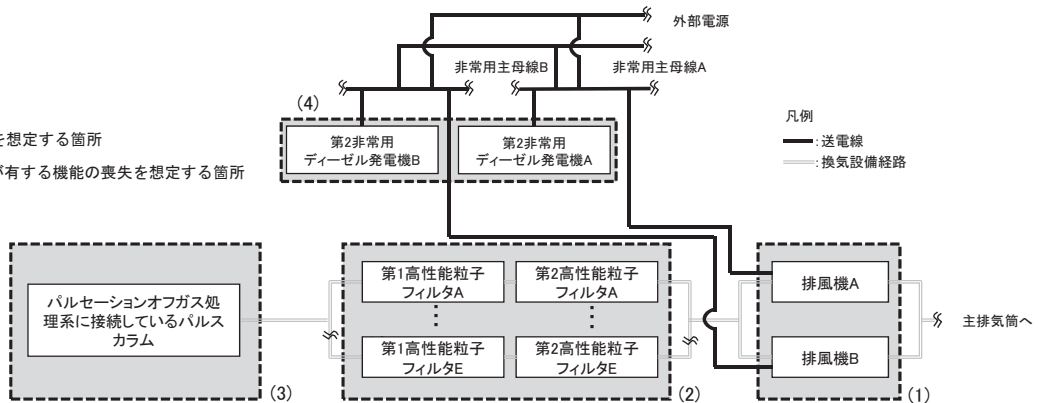 外部電源
非常用主母線B
非常用主母線A
(4)
凡例
を想定する箇所
第2非常用
ディーゼル発電機B
第2非常用
ディーゼル発電機A
:送電線
:換気設備経路
が有する機能の喪失を想定する箇所
パルセーションオフガス処
理系に接続しているパルス
カラム
(3)
第1高性能粒子
フィルタA
第2高性能粒子
フィルタA
第1高性能粒子
フィルタE
第2高性能粒子
フィルタE
(2)
排風機A
排風機B
(1)
主排気筒へ